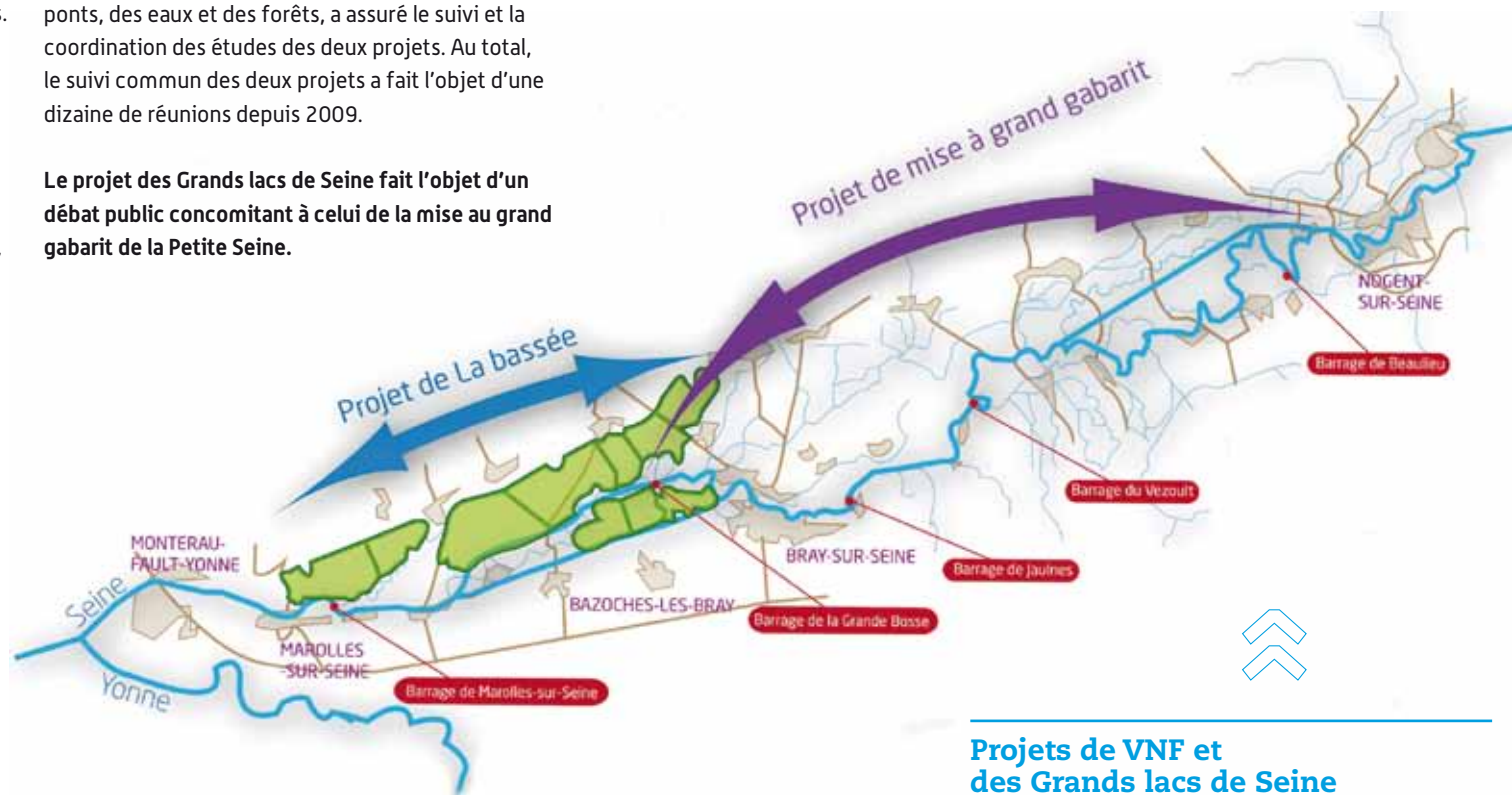 s.
ponts, des eaux et des forêts, a assuré le suivi et la
coordination des études des deux projets. Au total,
le suivi commun des deux projets a fait l'objet d'une
dizaine de réunions depuis 2009.
Le projet des Grands lacs de Seine fait l'objet d'un
débat public concomitant à celui de la mise au grand
gabarit de la Petite Seine.
Projet de mise à grand gabarit
Projet de La bassée
NOGENT-
SUR-SEINE
Barrage de Beaulieu
Barrage du Vezoult
BRAY-SUR-SEINE
Barrage de Jaulnes
MONTERAU-
FAULT-YONNE
Seine
BAZOCHES-LES-BRAY
Barrage de la Grande Bosse
MAROLLES
-SUR-SEINE
Yonne
Barrage de Marolles-sur-Seine
Projets de VNF et
des Grands lacs de Seine